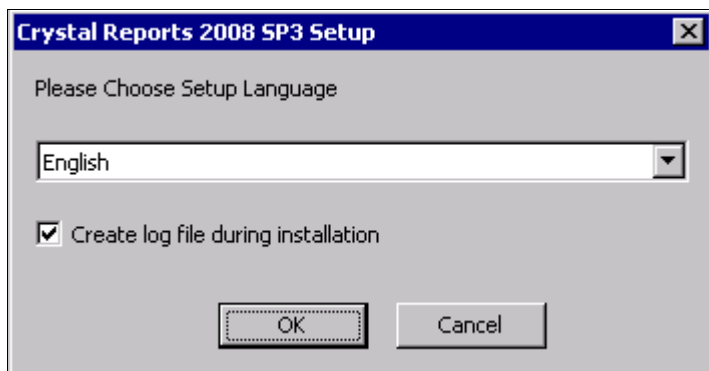 Crystal Reports 2008 SP3 Setup
Please Choose Setup Language
English
Create log file during installation
OK Cancel